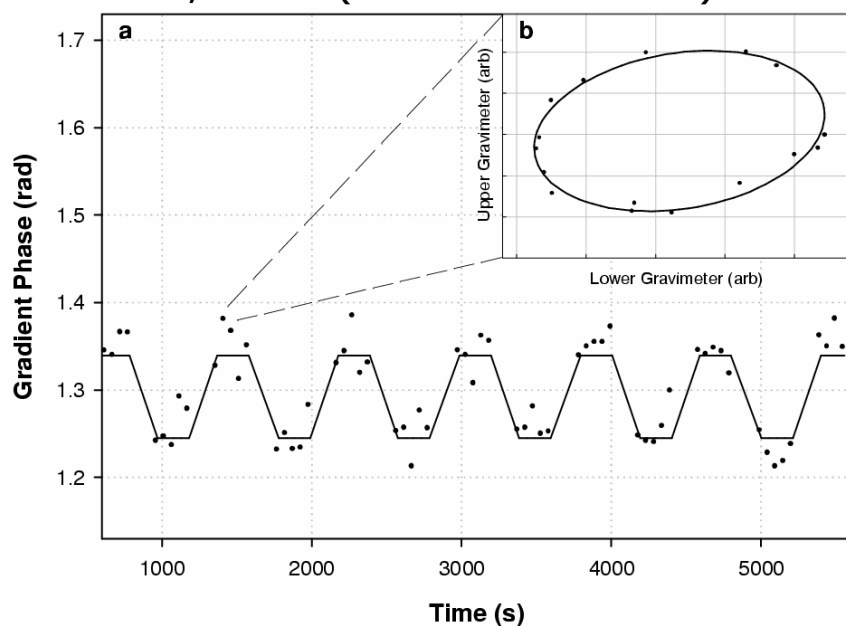 a
b
1.7
1.6
1.5
1.4
1.3
1.2
Gradient Phase (rad)
1000
2000
3000
4000
5000
Time (s)
Upper Gravimeter (arb)
Lower Gravimeter (arb)